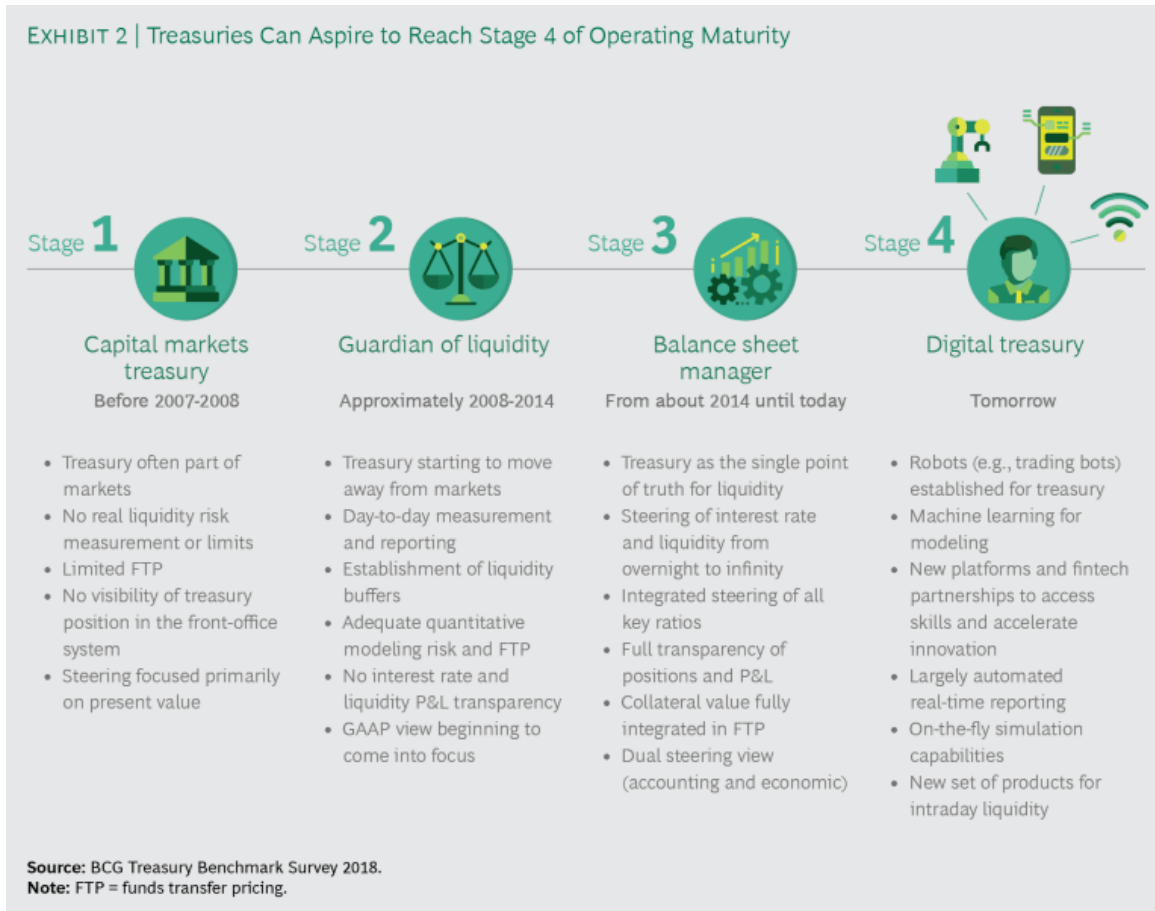 EXHIBIT 2 | Treasuries Can Aspire to Reach Stage 4 of Operating Maturity
Stage 1
Capital markets
treasury
Before 2007-2008
• Treasury often part of
markets
• No real liquidity risk
measurement or limits
• Limited FTP
• No visibility of treasury
position in the front-office
system
• Steering focused primarily
on present value
Stage 2
Guardian of liquidity
Approximately 2008-2014
• Treasury starting to move
away from markets
• Day-to-day measurement
and reporting
• Establishment of liquidity
buffers
• Adequate quantitative
modeling risk and FTP
• No interest rate and
liquidity P&L transparency
• GAAP view beginning to
come into focus
Stage 3
Balance sheet
manager
From about 2014 until today
• Treasury as the single point
of truth for liquidity
• Steering of interest rate
and liquidity from
overnight to infinity
• Integrated steering of all
key ratios
• Full transparency of
positions and P&L
• Collateral value fully
integrated in FTP
• Dual steering view
(accounting and economic)
Stage 4
Digital treasury
Tomorrow
• Robots (e.g., trading bots)
established for treasury
• Machine learning for
modeling
• New platforms and fintech
partnerships to access
skills and accelerate
innovation
• Largely automated
real-time reporting
• On-the-fly simulation
capabilities
• New set of products for
intraday liquidity
Source: BCG Treasury Benchmark Survey 2018.
Note: FTP = funds transfer pricing.